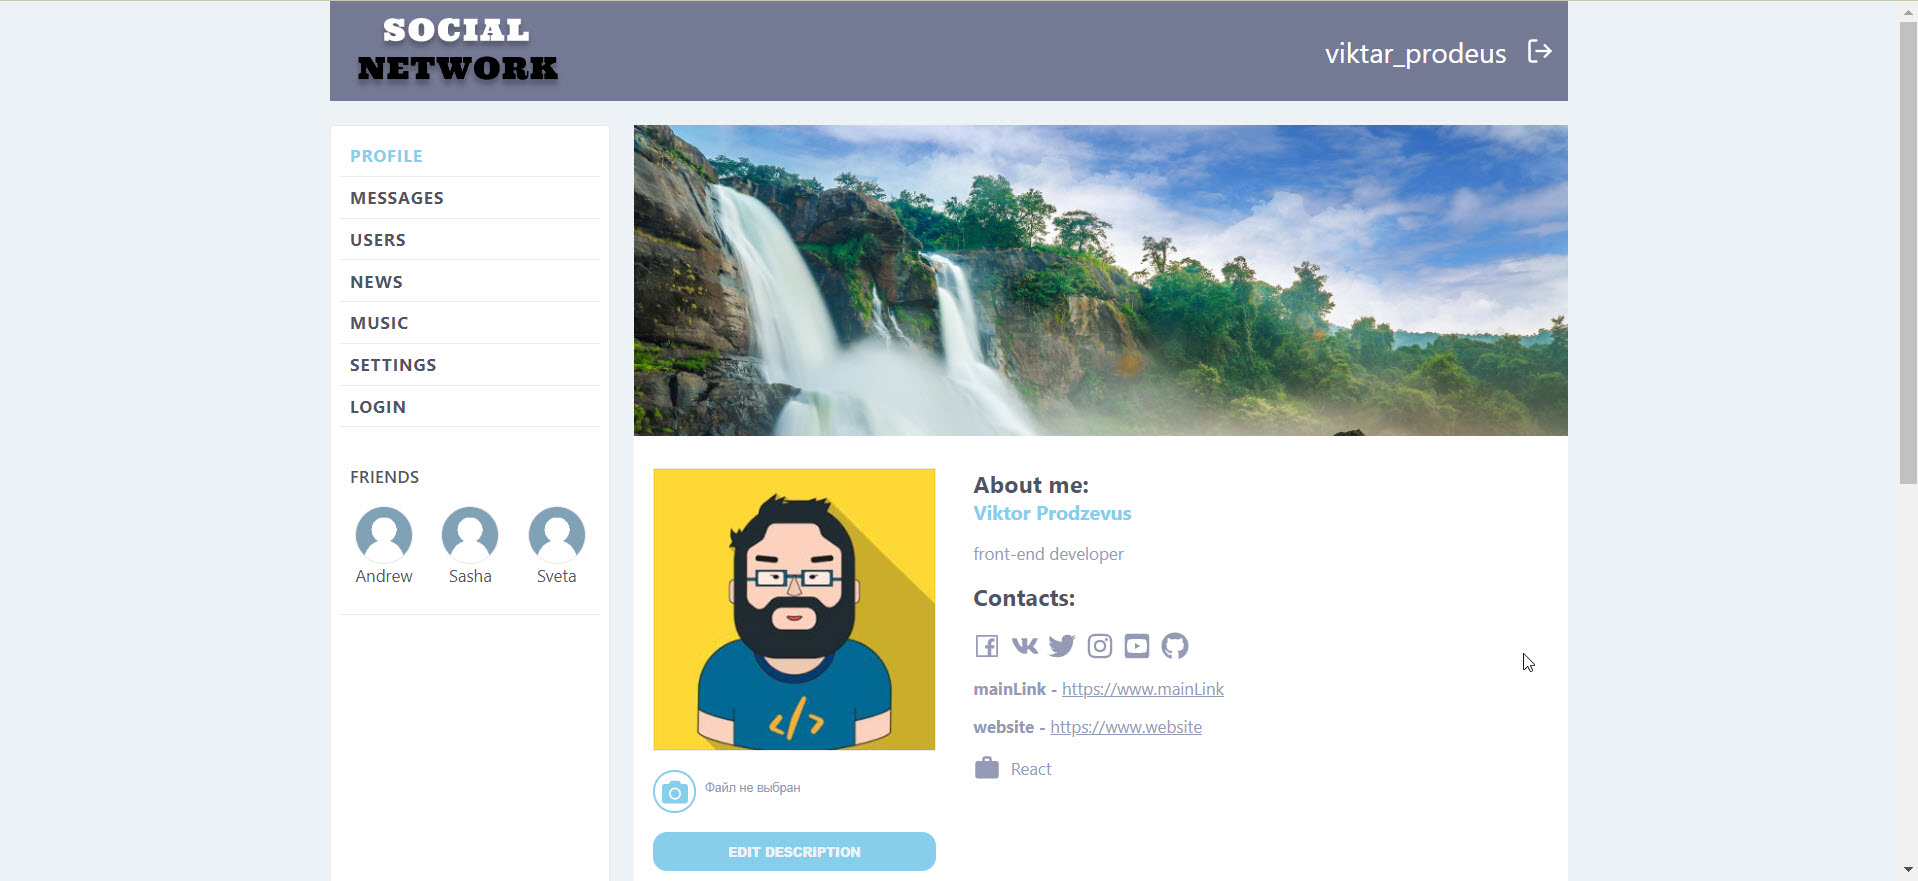 SOCIAL
NETWORK
viktar_prodeus
PROFILE
MESSAGES
USERS
NEWS
MUSIC
SETTINGS
LOGIN
FRIENDS
Andrew Sasha Sveta
About me:
Viktor Prodzevus
front-end developer
Contacts:
mainLink - https://www.mainLink
website - https://www.website
React
</>
Файл не выбран
EDIT DESCRIPTION